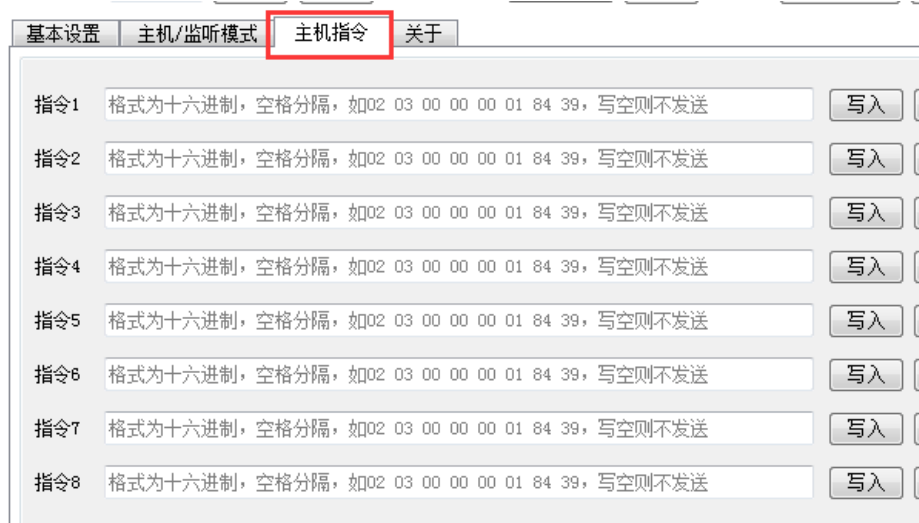 基本设置 主机/监听模式 主机指令 关于
指令1 格式为十六进制，空格分隔，如02 03 00 00 00 01 84 39，写空则不发送 写入
指令2 格式为十六进制，空格分隔，如02 03 00 00 00 01 84 39，写空则不发送 写入
指令3 格式为十六进制，空格分隔，如02 03 00 00 00 01 84 39，写空则不发送 写入
指令4 格式为十六进制，空格分隔，如02 03 00 00 00 01 84 39，写空则不发送 写入
指令5 格式为十六进制，空格分隔，如02 03 00 00 00 01 84 39，写空则不发送 写入
指令6 格式为十六进制，空格分隔，如02 03 00 00 00 01 84 39，写空则不发送 写入
指令7 格式为十六进制，空格分隔，如02 03 00 00 00 01 84 39，写空则不发送 写入
指令8 格式为十六进制，空格分隔，如02 03 00 00 00 01 84 39，写空则不发送 写入